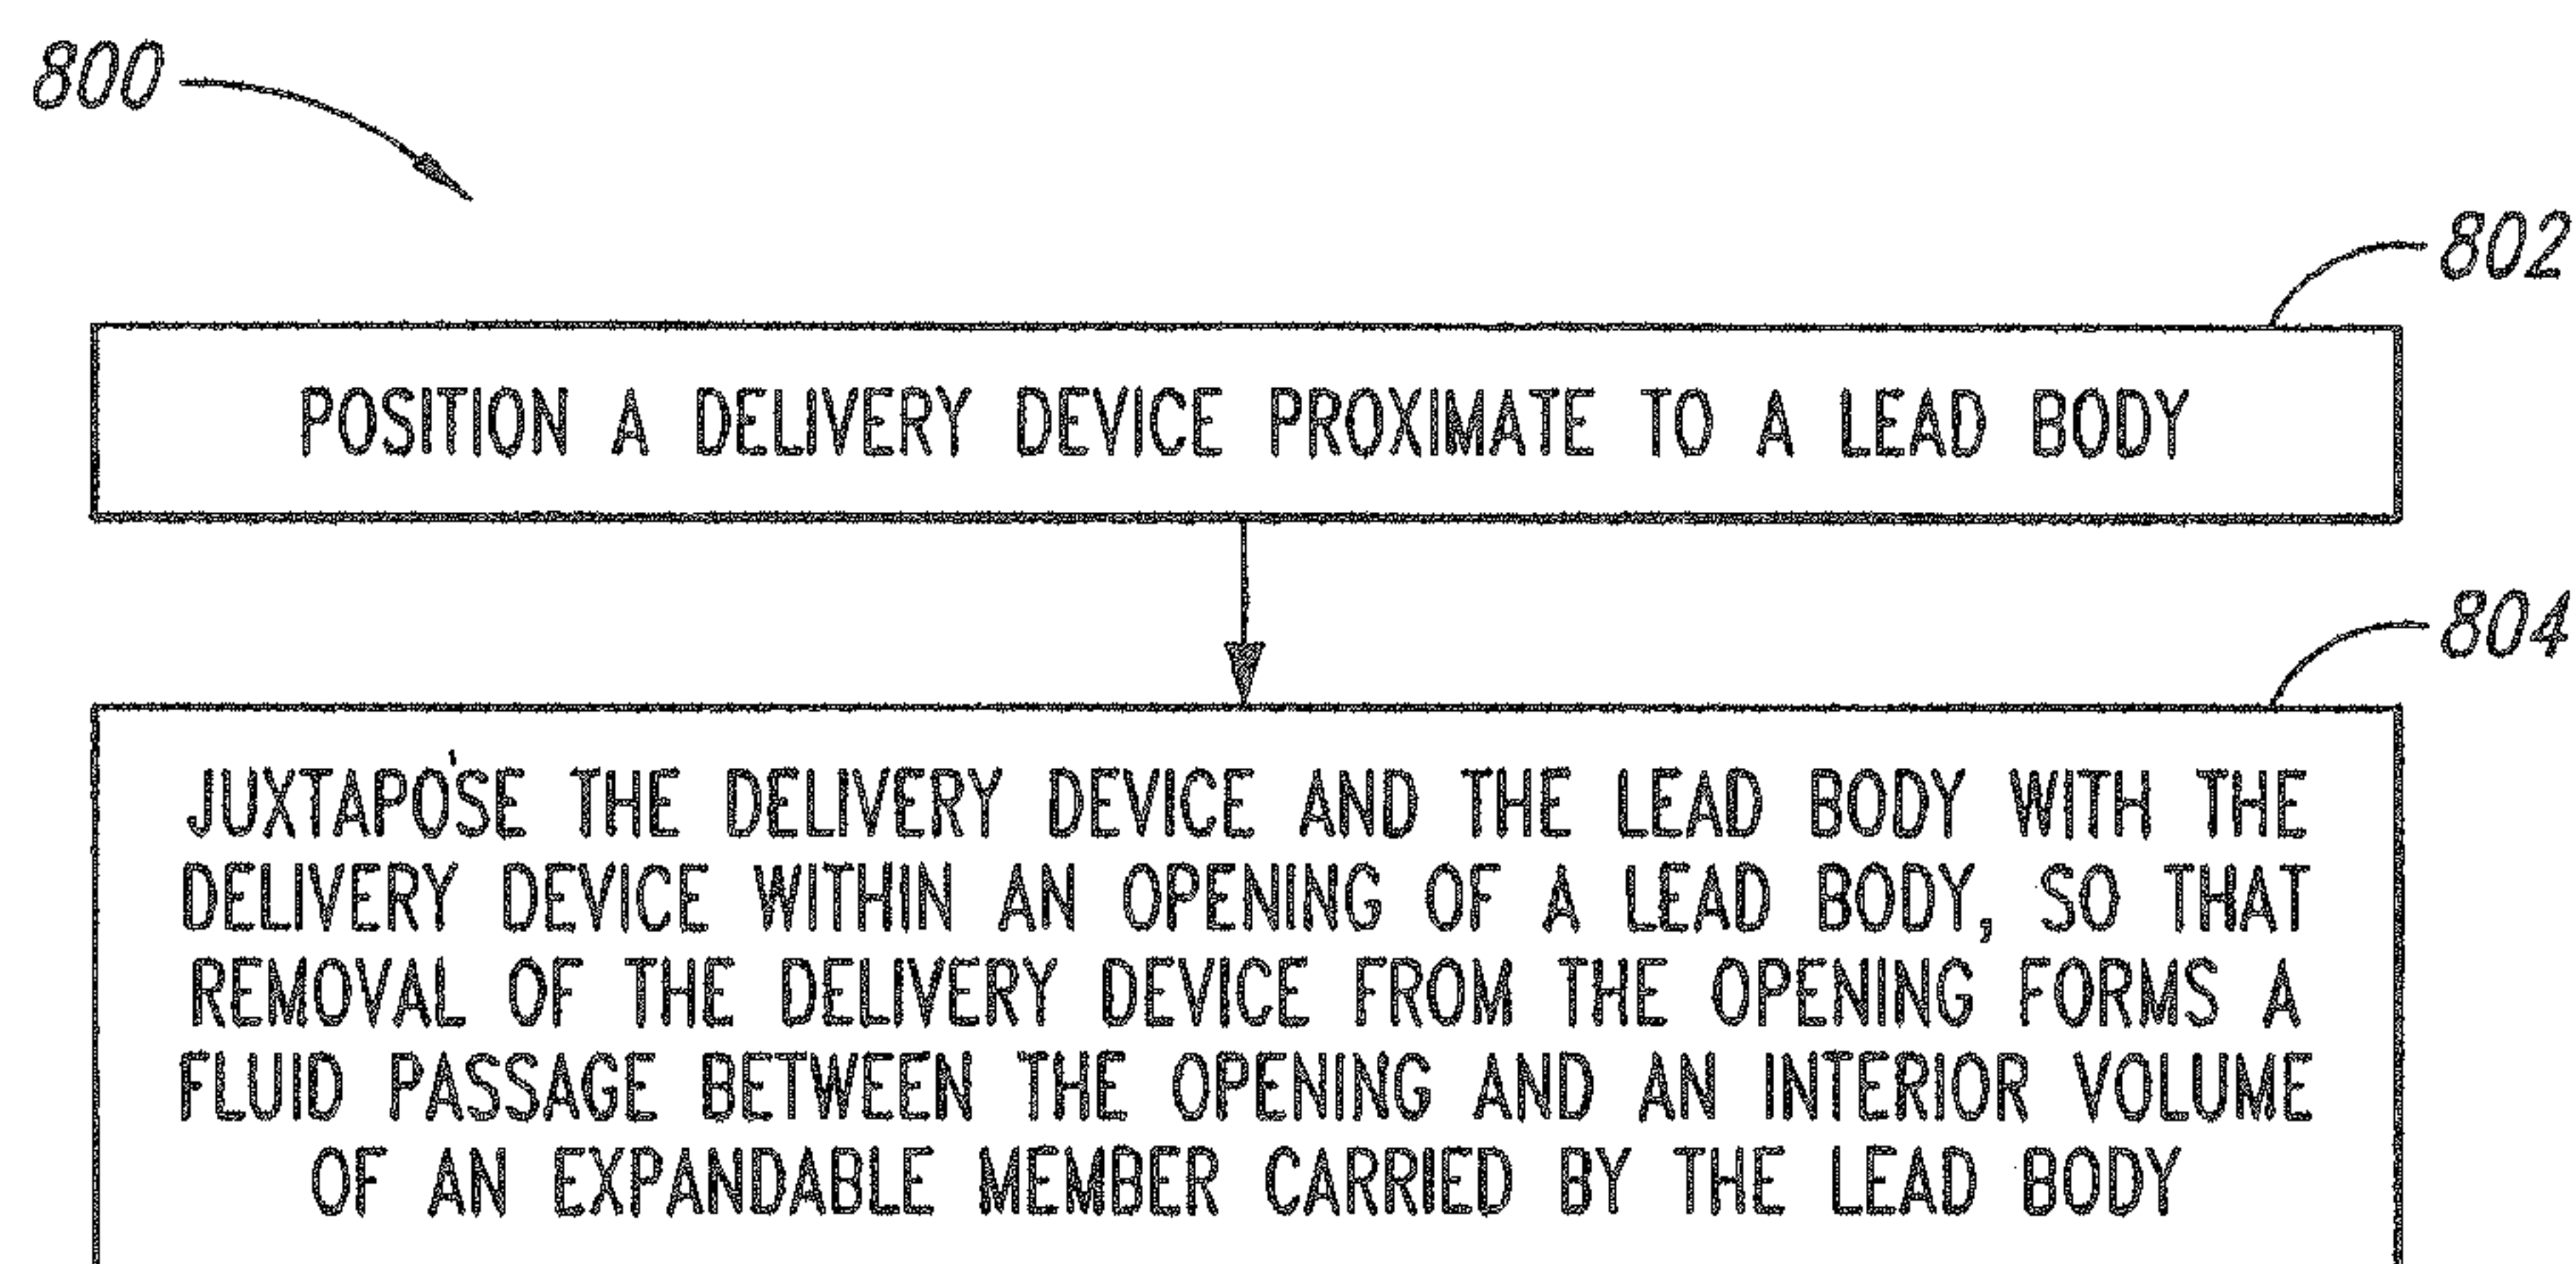 800
802
POSITION A DELIVERY DEVICE PROXIMATE TO A LEAD BODY
804
JUXTAPOSE THE DELIVERY DEVICE AND THE LEAD BODY WITH THE
DELIVERY DEVICE WITHIN AN OPENING OF A LEAD BODY, SO THAT
REMOVAL OF THE DELIVERY DEVICE FROM THE OPENING FORMS A
FLUID PASSAGE BETWEEN THE OPENING AND AN INTERIOR VOLUME
OF AN EXPANDABLE MEMBER CARRIED BY THE LEAD BODY